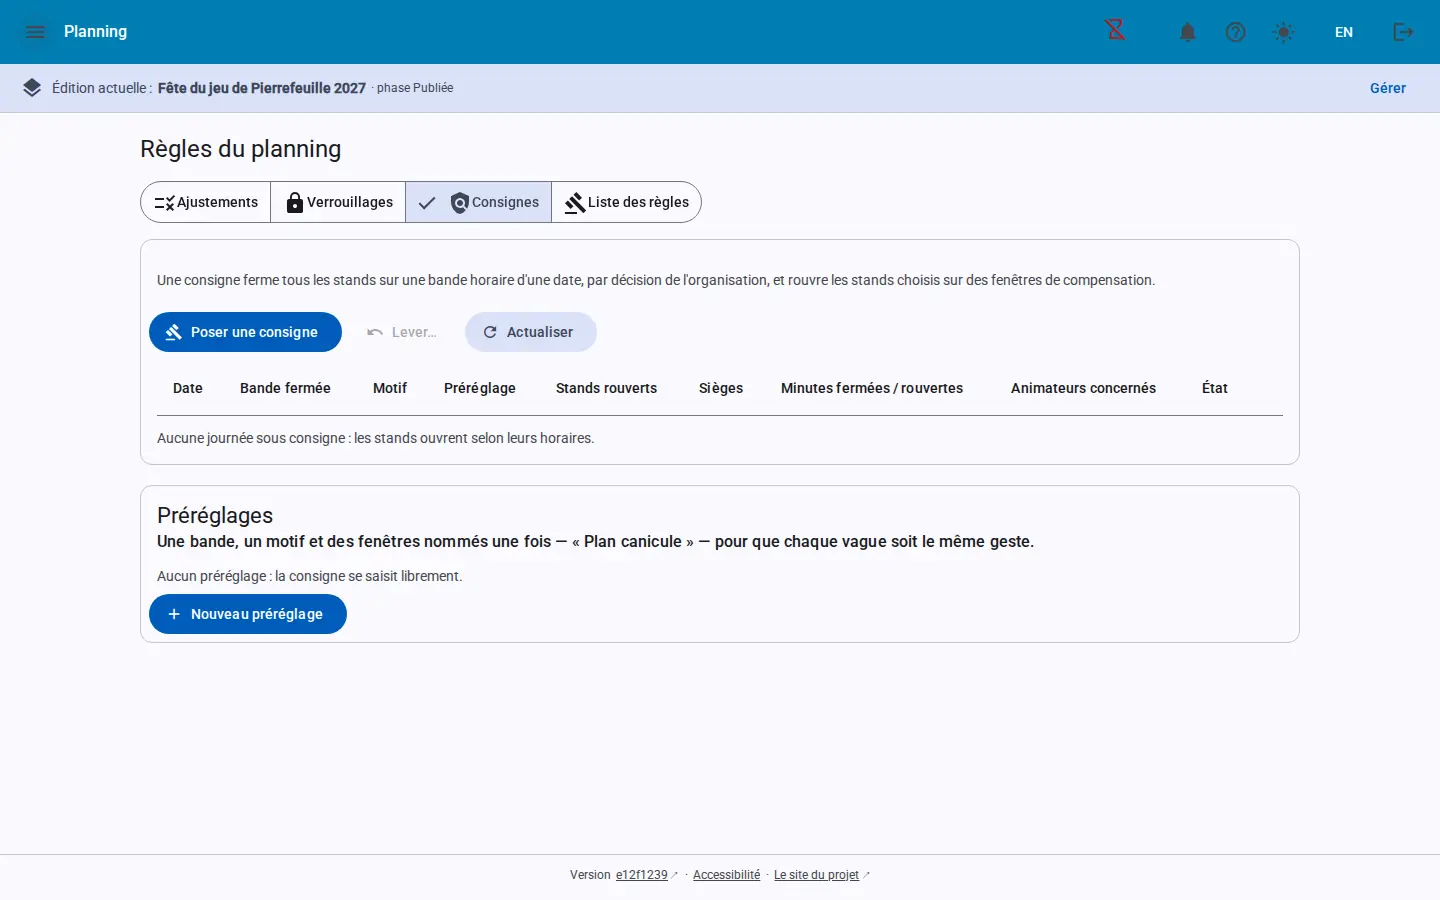 Planning
EN
Édition actuelle : Fête du jeu de Pierrefeuille 2027 · phase Publiée
Gérer
Règles du planning
Ajustements
Verrouillages
Consignes
Liste des règles
Une consigne ferme tous les stands sur une bande horaire d'une date, par décision de l'organisation, et rouvre les stands choisis sur des fenêtres de compensation.
Poser une consigne
Lever…
Actualiser
Date Bande fermée Motif Préréglage Stands rouverts Sièges Minutes fermées / rouvertes Animateurs concernés État
Aucune journée sous consigne : les stands ouvrent selon leurs horaires.
Préréglages
Une bande, un motif et des fenêtres nommés une fois — « Plan canicule » — pour que chaque vague soit le même geste.
Aucun préréglage : la consigne se saisit librement.
Nouveau préréglage
Version e12f1239 · Accessibilité · Le site du projet